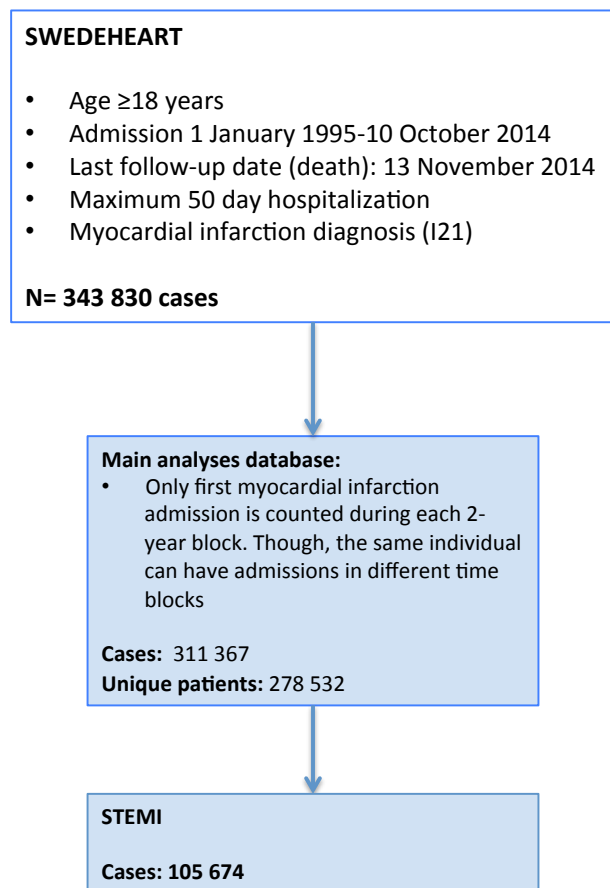 SWEDEHEART
• Age ≥18 years
• Admission 1 January 1995-10 October 2014
• Last follow-up date (death): 13 November 2014
• Maximum 50 day hospitalization
• Myocardial infarction diagnosis (I21)
N= 343 830 cases
Main analyses database:
• Only first myocardial infarction
admission is counted during each 2-
year block. Though, the same individual
can have admissions in different time
blocks
Cases: 311 367
Unique patients: 278 532
STEMI
Cases: 105 674